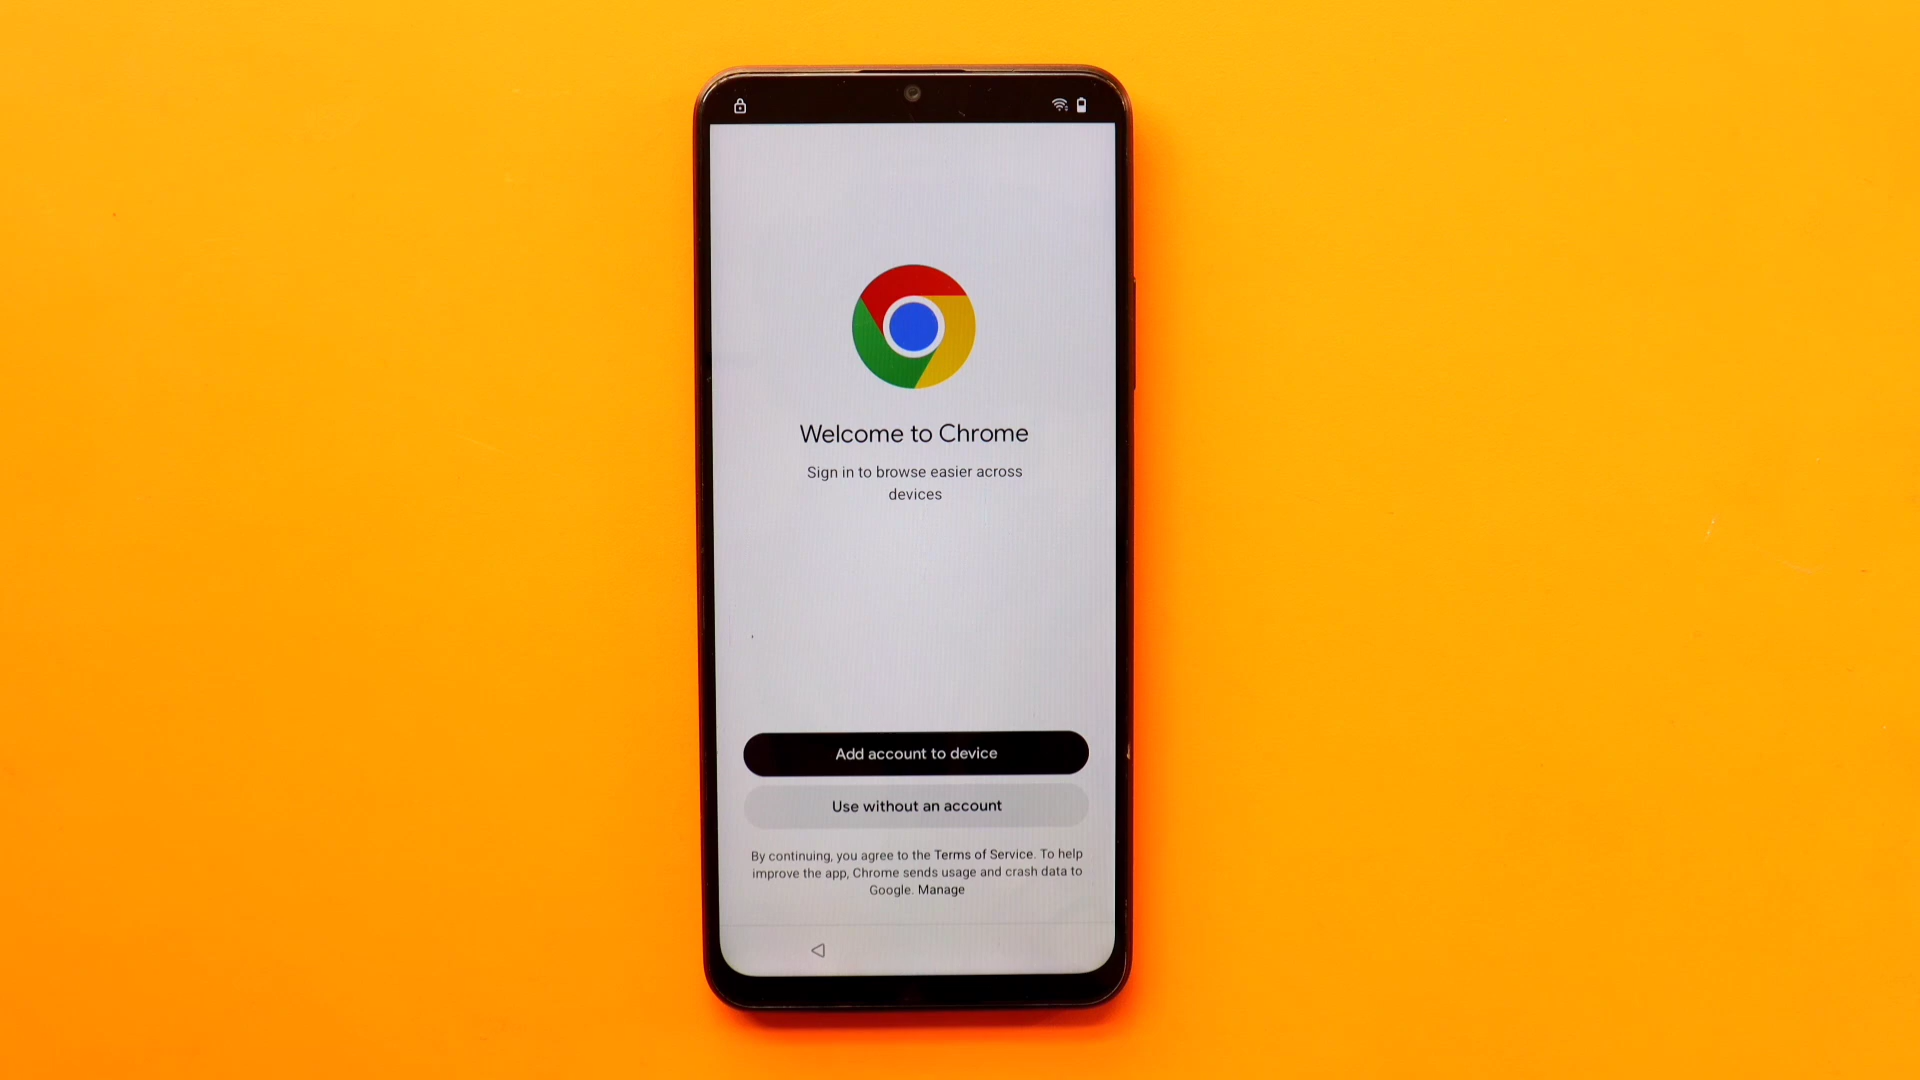 Welcome to Chrome
Sign in to browse easier across
devices
Add account to device
Use without an account
By continuing, you agree to the Terms of Service. To help
improve the app, Chrome sends usage and crash data to
Google. Manage